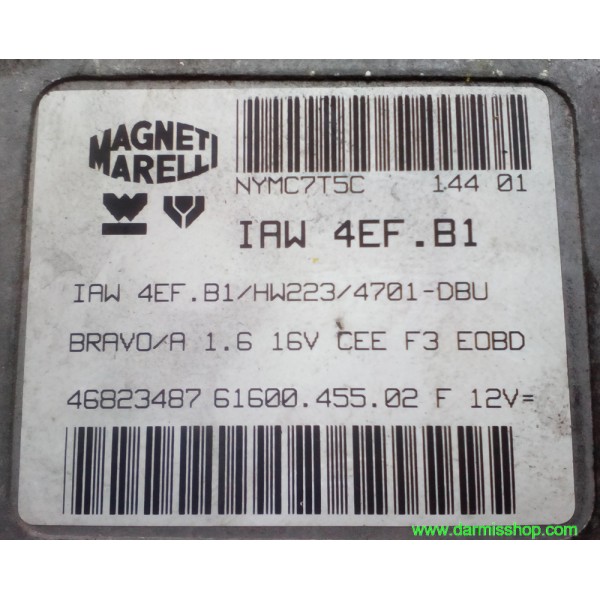 MAGNETI
MARELLI
NYMC7T5C 144 01
IAW 4EF.B1
IAW 4EF.B1/HW223/4701-DBU
BRAVO/A 1.6 16V CEE F3 EOBD
46823487 61600.455.02 F 12V=
www.darmisshop.com